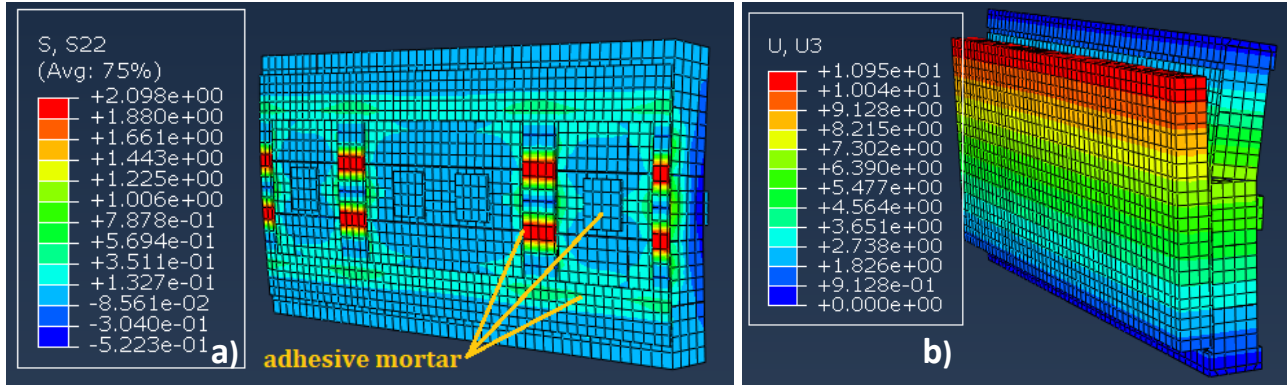 S, S22
(Avg: 75%)
+2.098e+00
+1.880e+00
+1.661e+00
+1.443e+00
+1.225e+00
+1.006e+00
+7.878e-01
+5.694e-01
+3.511e-01
+1.327e-01
-8.561e-02
-3.040e-01
-5.223e-01
a)
adhesive mortar
U, U3
+1.095e+01
+1.004e+01
+9.128e+00
+8.215e+00
+7.302e+00
+6.390e+00
+5.477e+00
+4.564e+00
+3.651e+00
+2.738e+00
+1.826e+00
+9.128e-01
+0.000e+00
b)